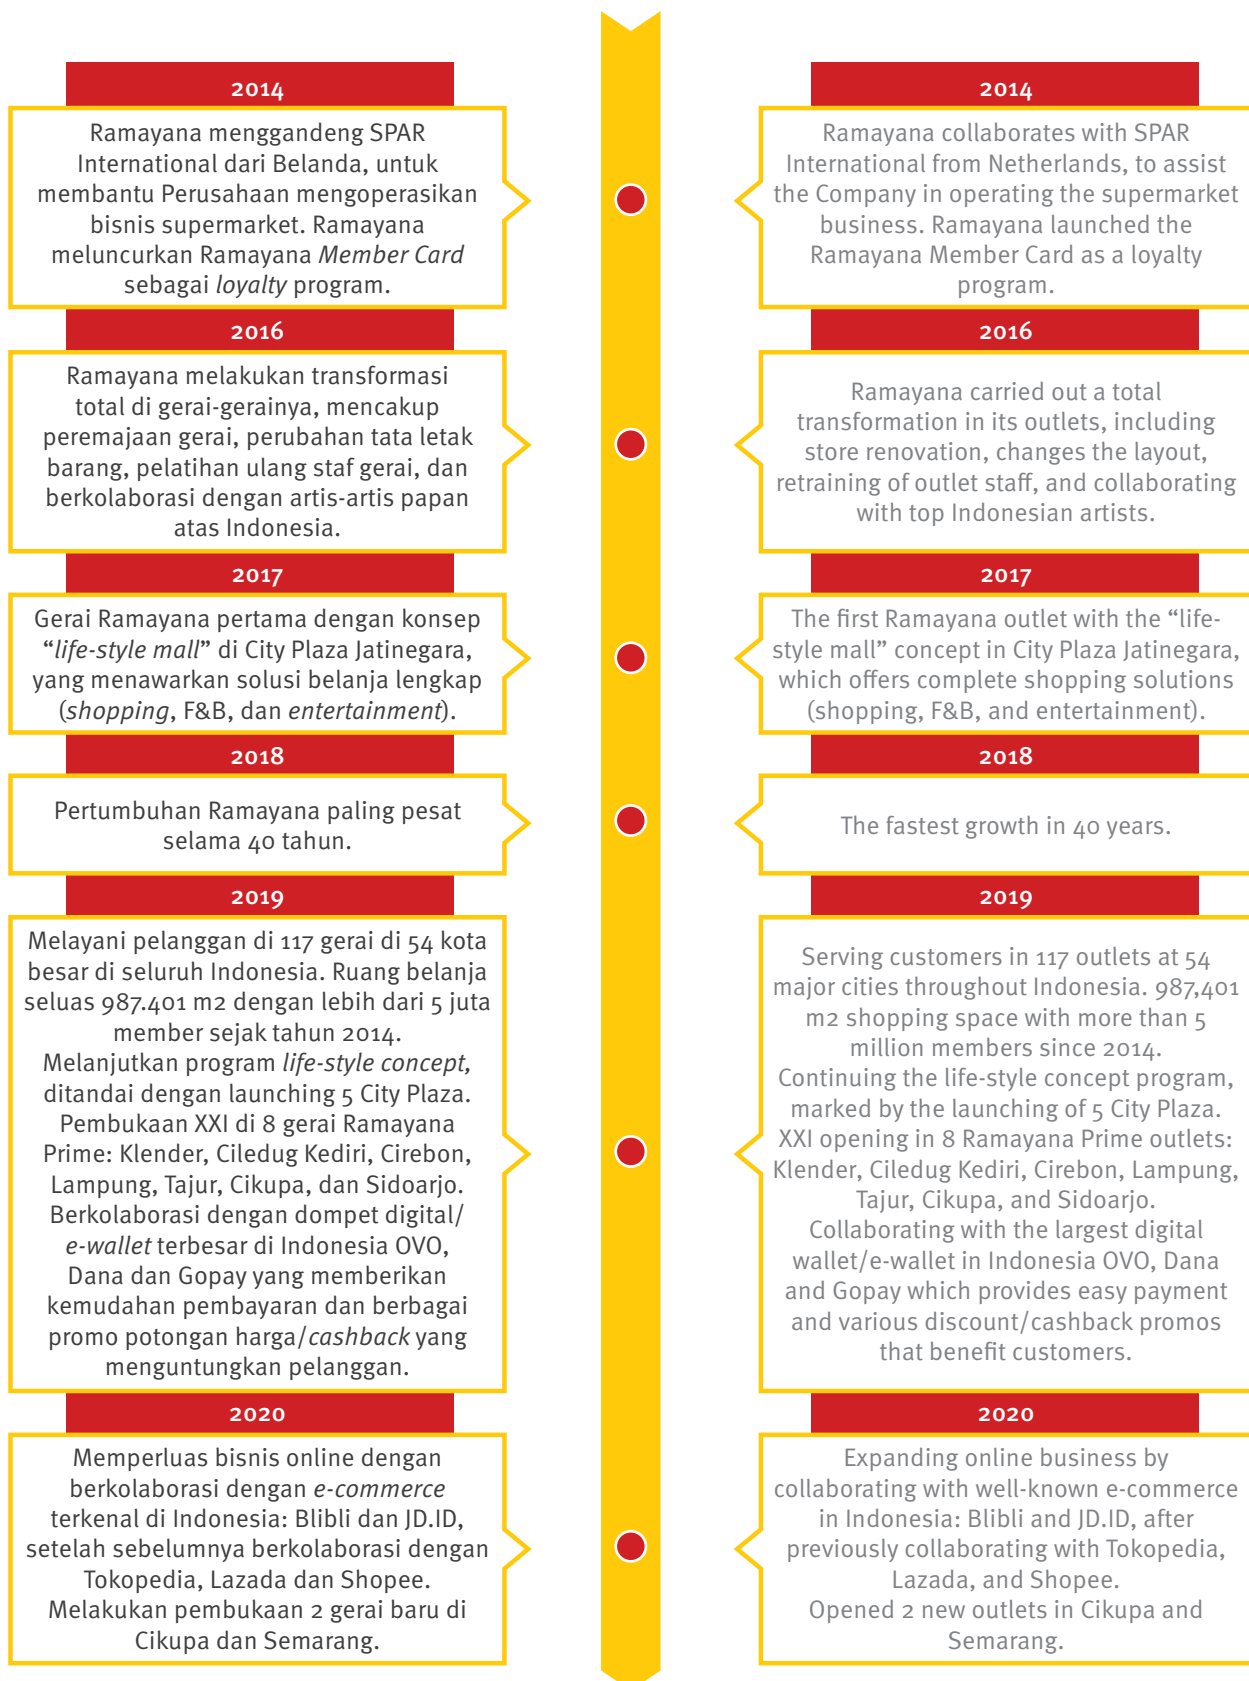 2014
Ramayana menggandeng SPAR
International dari Belanda, untuk
membantu Perusahaan mengoperasikan
bisnis supermarket. Ramayana
meluncurkan Ramayana Member Card
sebagai loyalty program.
2016
Ramayana melakukan transformasi
total di gerai-gerainya, mencakup
peremajaan gerai, perubahan tata letak
barang, pelatihan ulang staf gerai, dan
berkolaborasi dengan artis-artis papan
atas Indonesia.
2017
Gerai Ramayana pertama dengan konsep
“life-style mall” di City Plaza Jatinegara,
yang menawarkan solusi belanja lengkap
(shopping, F&B, dan entertainment).
2018
Pertumbuhan Ramayana paling pesat
selama 40 tahun.
2019
Melayani pelanggan di 117 gerai di 54 kota
besar di seluruh Indonesia. Ruang belanja
seluas 987.401 m2 dengan lebih dari 5 juta
member sejak tahun 2014.
Melanjutkan program life-style concept,
ditandai dengan launching 5 City Plaza.
Pembukaan XXI di 8 gerai Ramayana
Prime: Klender, Ciledug Kediri, Cirebon,
Lampung, Tajur, Cikupa, dan Sidoarjo.
Berkolaborasi dengan dompet digital/
e-wallet terbesar di Indonesia OVO,
Dana dan Gopay yang memberikan
kemudahan pembayaran dan berbagai
promo potongan harga/cashback yang
menguntungkan pelanggan.
2020
Memperluas bisnis online dengan
berkolaborasi dengan e-commerce
terkenal di Indonesia: Blibli dan JD.ID,
setelah sebelumnya berkolaborasi dengan
Tokopedia, Lazada dan Shopee.
Melakukan pembukaan 2 gerai baru di
Cikupa dan Semarang.
2014
Ramayana collaborates with SPAR
International from Netherlands, to assist
the Company in operating the supermarket
business. Ramayana launched the
Ramayana Member Card as a loyalty
program.
2016
Ramayana carried out a total
transformation in its outlets, including
store renovation, changes the layout,
retraining of outlet staff, and collaborating
with top Indonesian artists.
2017
The first Ramayana outlet with the “life-
style mall” concept in City Plaza Jatinegara,
which offers complete shopping solutions
(shopping, F&B, and entertainment).
2018
The fastest growth in 40 years.
2019
Serving customers in 117 outlets at 54
major cities throughout Indonesia. 987,401
m2 shopping space with more than 5
million members since 2014.
Continuing the life-style concept program,
marked by the launching of 5 City Plaza.
XXI opening in 8 Ramayana Prime outlets:
Klender, Ciledug Kediri, Cirebon, Lampung,
Tajur, Cikupa, and Sidoarjo.
Collaborating with the largest digital
wallet/e-wallet in Indonesia OVO, Dana
and Gopay which provides easy payment
and various discount/cashback promos
that benefit customers.
2020
Expanding online business by
collaborating with well-known e-commerce
in Indonesia: Blibli and JD.ID, after
previously collaborating with Tokopedia,
Lazada, and Shopee.
Opened 2 new outlets in Cikupa and
Semarang.